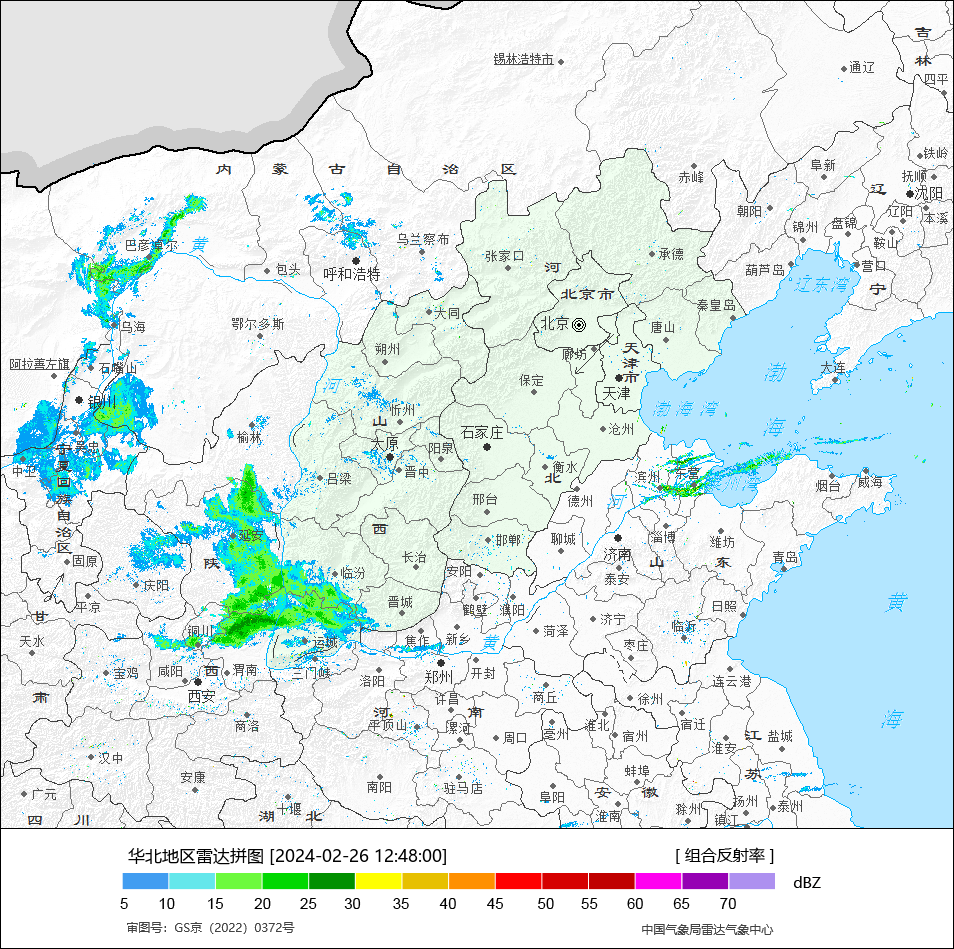 吉
锡林浩特市
林
通辽
四平
铁岭
内 蒙 古 自 治 区
阜新
赤峰
抚顺
辽
沈阳
朝阳
辽阳
本溪
锦州
盘锦
巴彦淖尔
黄
乌兰察布
鞍山
张家口
承德
包头
呼和浩特
河
葫芦岛
营口
北京市
辽东湾
宁
秦皇岛
大同
乌海
鄂尔多斯
北京
唐山
朔州
天
津
市
廊坊
阿拉善左旗
石嘴山
大连
保定
渤
河
天津
银川
忻州
渤海湾
山
海
沧州
吴忠
榆林
石家庄
太原
阳泉
宁
夏
回
族
自
治
区
中卫
晋中
衡水
北
吕梁
滨州
东营
莱州湾
烟台
威海
邢台
德州
河
西
延安
邯郸
聊城
济南
淄博
潍坊
固原
陕
长治
山
东
青岛
临汾
安阳
泰安
庆阳
平凉
晋城
鹤壁
濮阳
日照
黄
甘
济宁
铜川
菏泽
临沂
天水
运城
焦作
新乡
黄
枣庄
宝鸡
咸阳
西
渭南
三门峡
洛阳
郑州
开封
连云港
西安
肃
许昌
商丘
徐州
河
南
宿迁
海
商洛
平顶山
漯河
周口
亳州
淮北
宿州
江
盐城
淮安
汉中
安康
南阳
驻马店
蚌埠
苏
广元
阜阳
安
徽
扬州
泰州
十堰
滁州
四 川
湖 北
淮南
镇江
华北地区雷达拼图 [2024-02-26 12:48:00]
[ 组合反射率 ]
dBZ
5 10 15 20 25 30 35 40 45 50 55 60 65 70
审图号：GS京（2022）0372号
中国气象局雷达气象中心